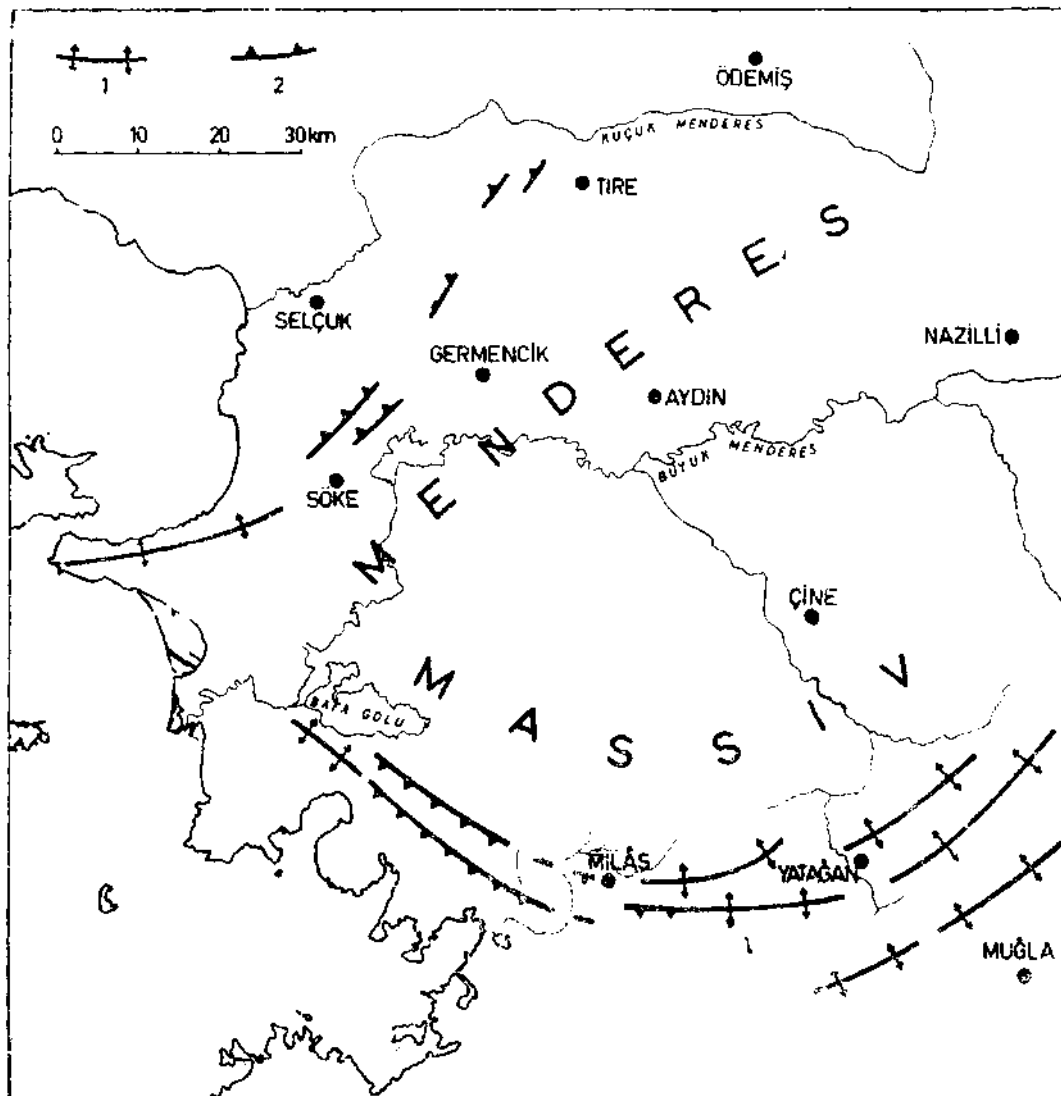 1
2
0 10 20 30km
ÖDEMİŞ
KÜÇÜK MENDERES
TIRE
SELÇUK
GERMENCİK
NAZİLLİ
AYDIN
BÜYÜK MENDERES
SÖKE
ÇİNE
MENDERES
MASSİV
BAFA GÖLÜ
MİLÂS
YATAĞAN
MUĞLA